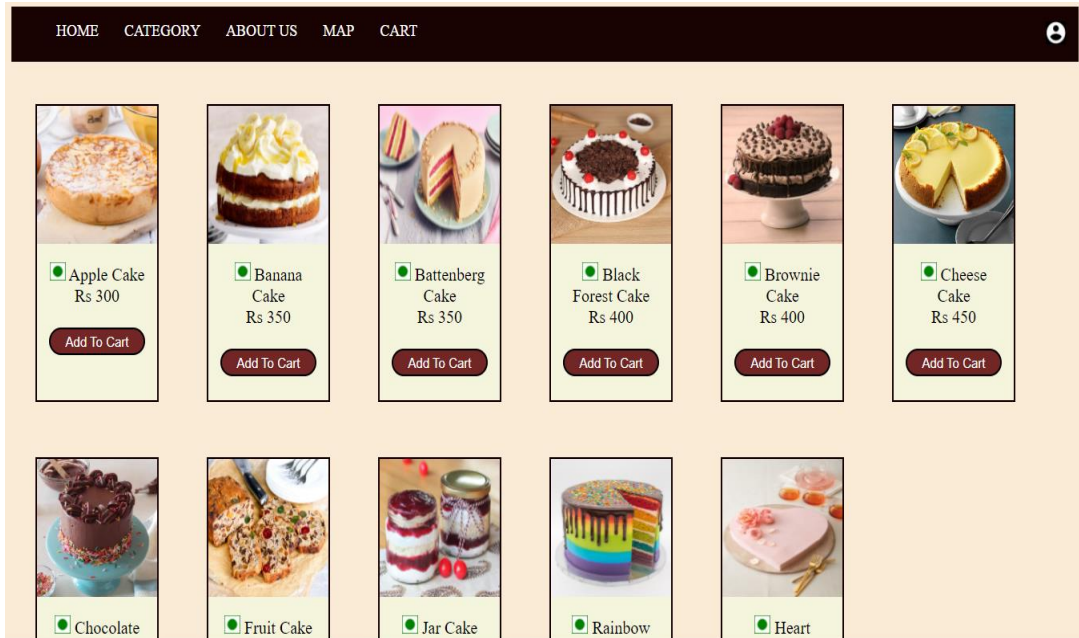 HOME CATEGORY ABOUT US MAP CART
Apple Cake
Rs 300
Add To Cart
Banana
Cake
Rs 350
Add To Cart
Battenberg
Cake
Rs 350
Add To Cart
Black
Forest Cake
Rs 400
Add To Cart
Brownie
Cake
Rs 400
Add To Cart
Cheese
Cake
Rs 450
Add To Cart
Chocolate
Fruit Cake
Jar Cake
Rainbow
Heart